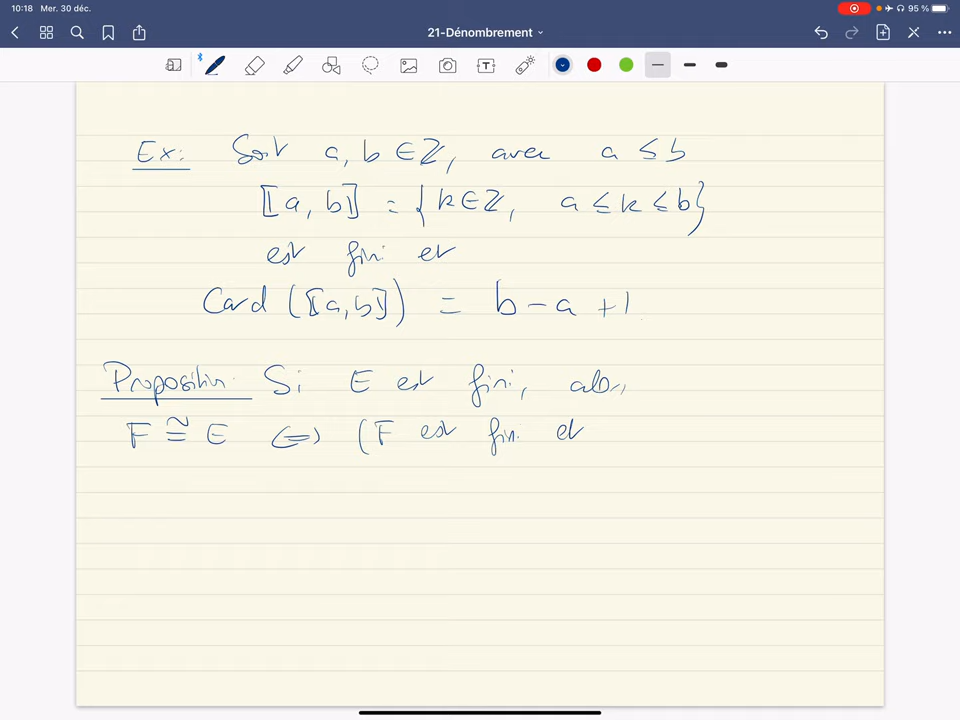 10:18 Mer. 30 déc.
95 %
21-Dénombrement
Ex: Soit a, b ∈ ℤ, avec a ≤ b
⟦a, b⟧ = {k ∈ ℤ, a ≤ k ≤ b}
est fini et
Card (⟦a, b⟧) = b - a + 1
Proposition Si E est fini, alors
F ≅ E ⇔ (F est fini et